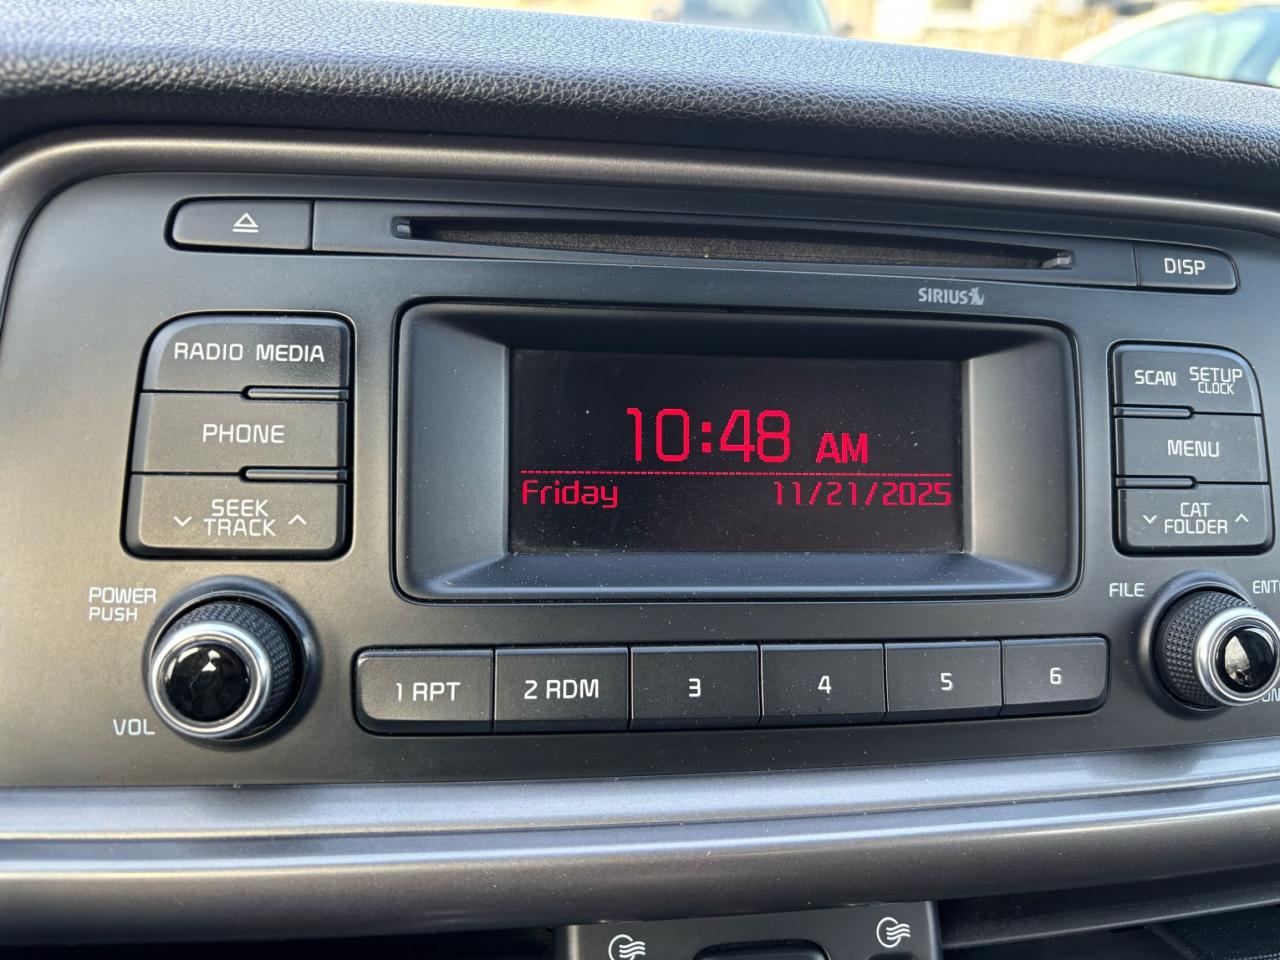 DISP
SIRIUS
RADIO MEDIA
PHONE
SEEK
TRACK
10:48 AM
Friday 11/21/2025
SCAN SETUP
CLOCK
MENU
CAT
FOLDER
POWER
PUSH
VOL
1 RPT 2 RDM 3 4 5 6
FILE